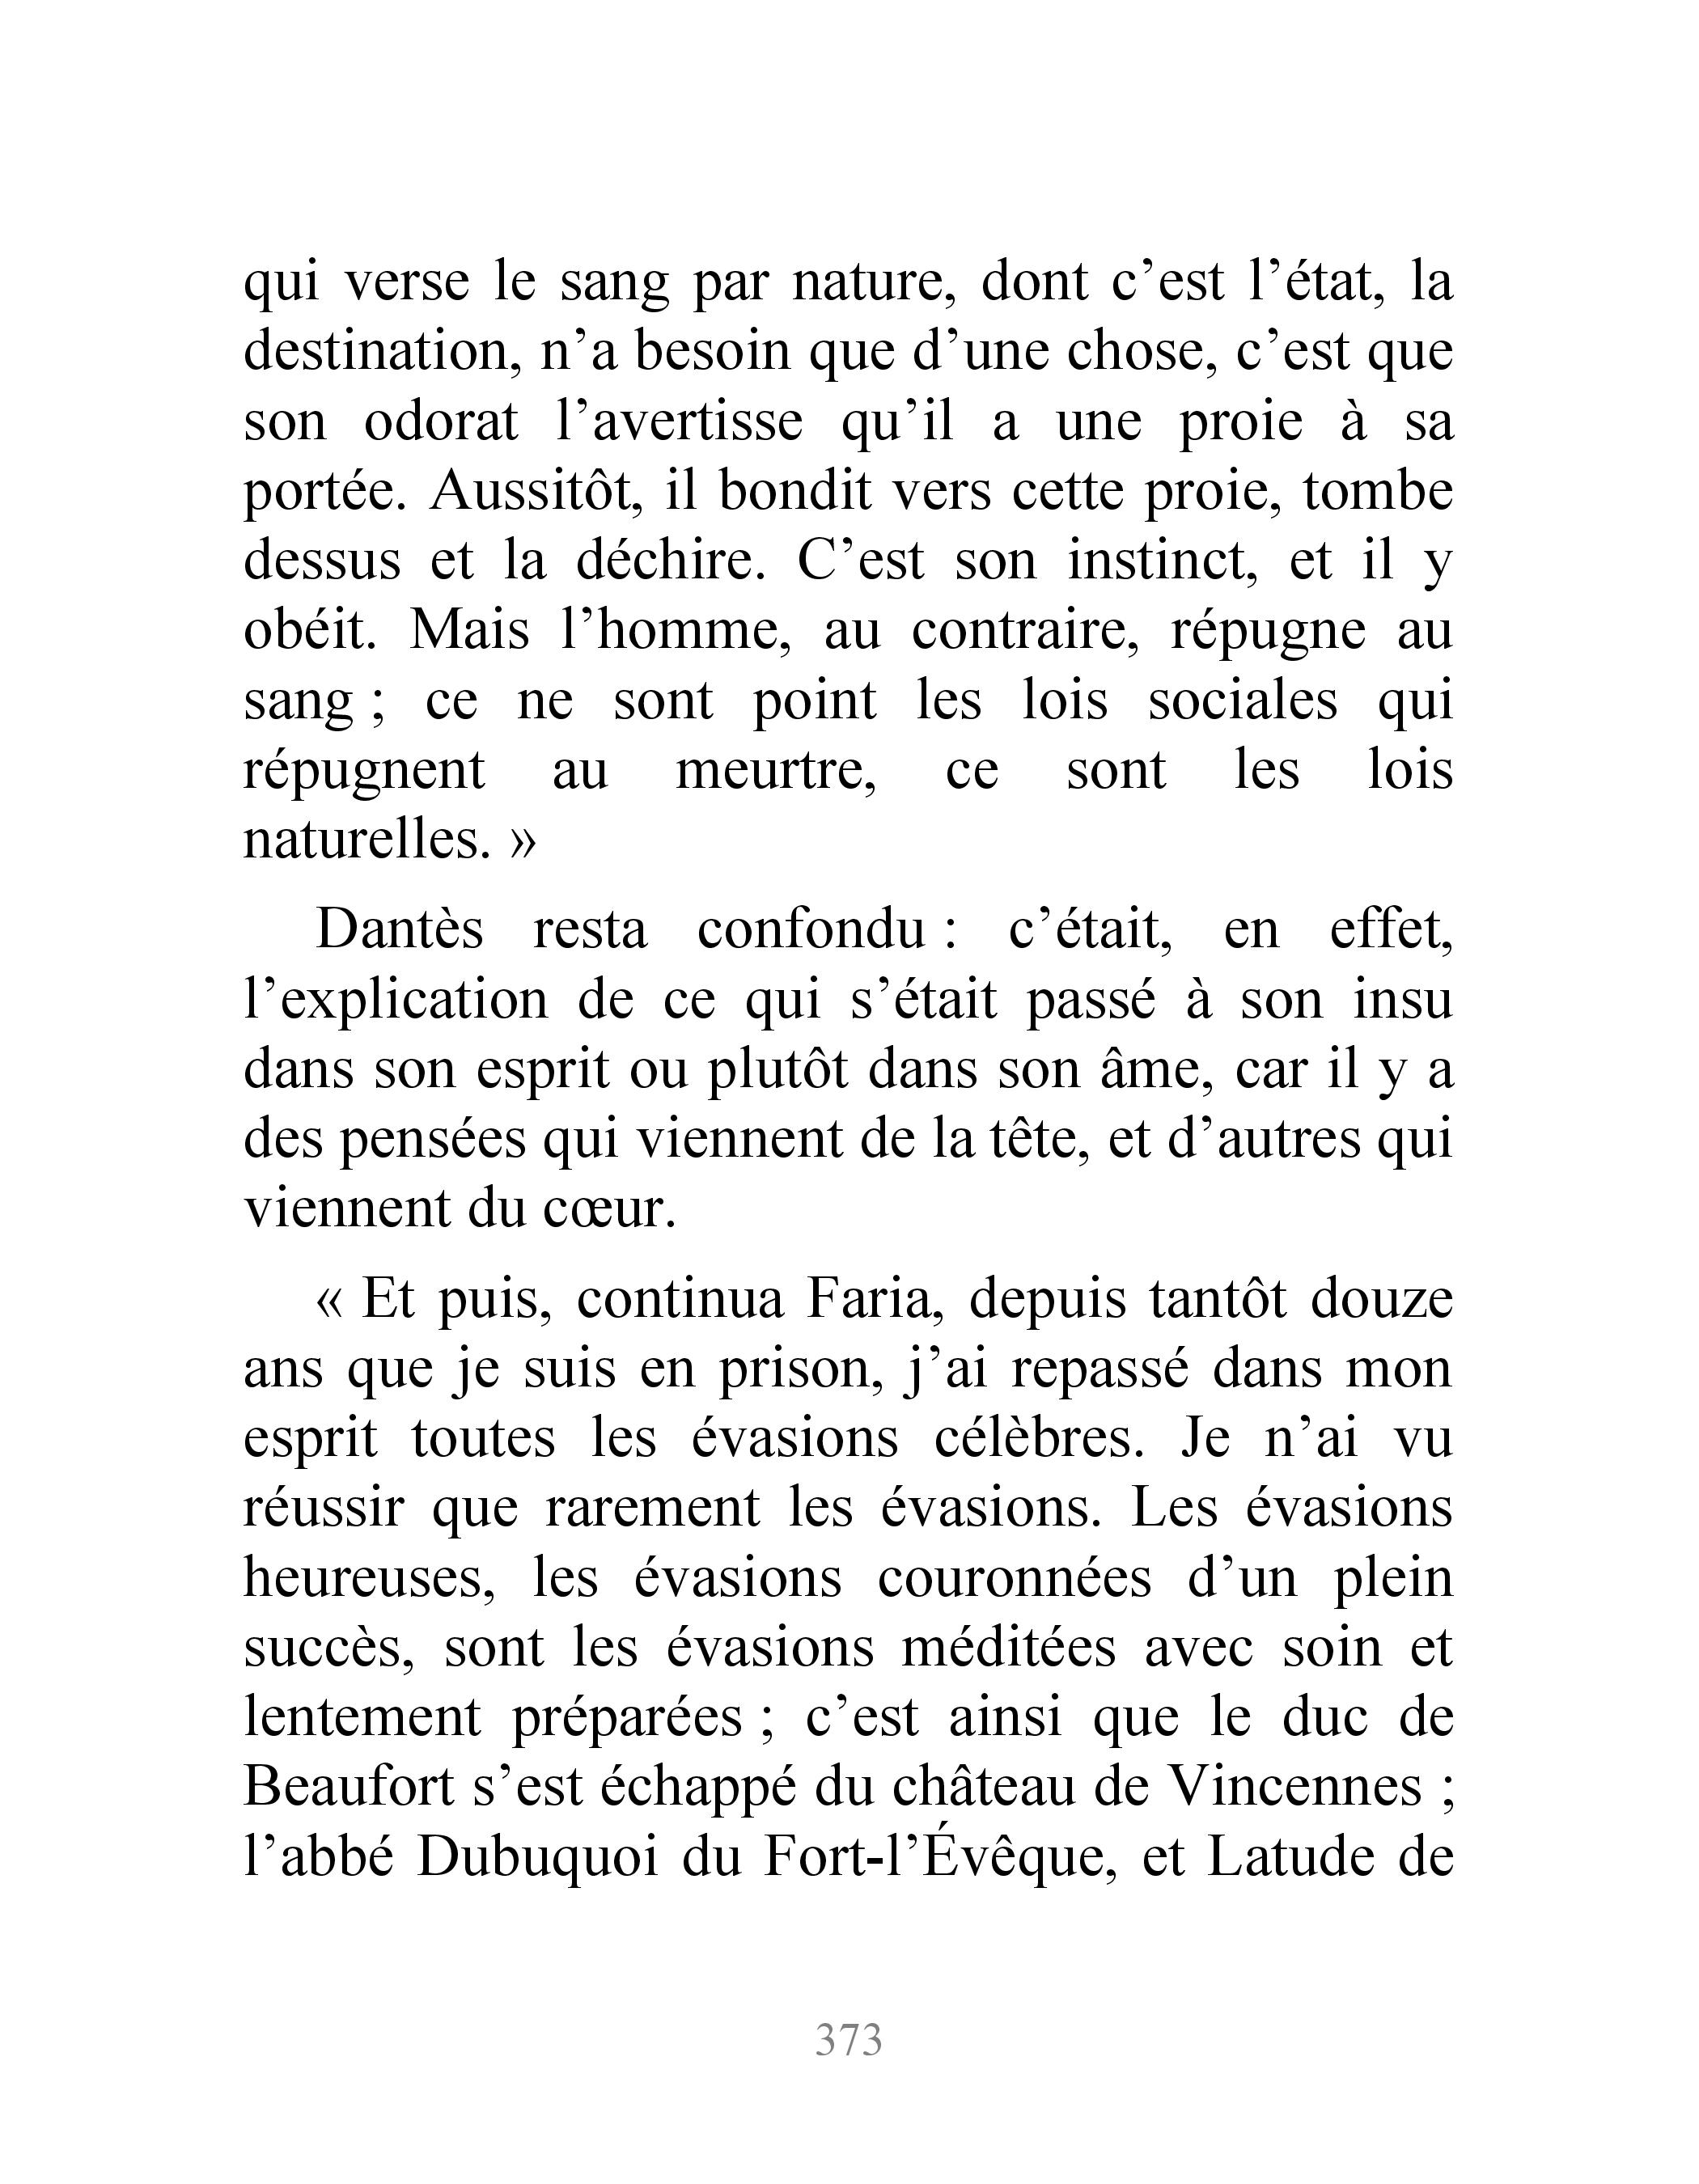 qui verse le sang par nature, dont c’est l’état, la
destination, n’a besoin que d’une chose, c’est que
son odorat l’avertisse qu’il a une proie à sa
portée. Aussitôt, il bondit vers cette proie, tombe
dessus et la déchire. C’est son instinct, et il y
obéit. Mais l’homme, au contraire, répugne au
sang ; ce ne sont point les lois sociales qui
répugnent au meurtre, ce sont les lois
naturelles. »
Dantès resta confondu : c’était, en effet,
l’explication de ce qui s’était passé à son insu
dans son esprit ou plutôt dans son âme, car il y a
des pensées qui viennent de la tête, et d’autres qui
viennent du cœur.
« Et puis, continua Faria, depuis tantôt douze
ans que je suis en prison, j’ai repassé dans mon
esprit toutes les évasions célèbres. Je n’ai vu
réussir que rarement les évasions. Les évasions
heureuses, les évasions couronnées d’un plein
succès, sont les évasions méditées avec soin et
lentement préparées ; c’est ainsi que le duc de
Beaufort s’est échappé du château de Vincennes ;
l’abbé Dubuquoi du Fort-l’Évêque, et Latude de
373